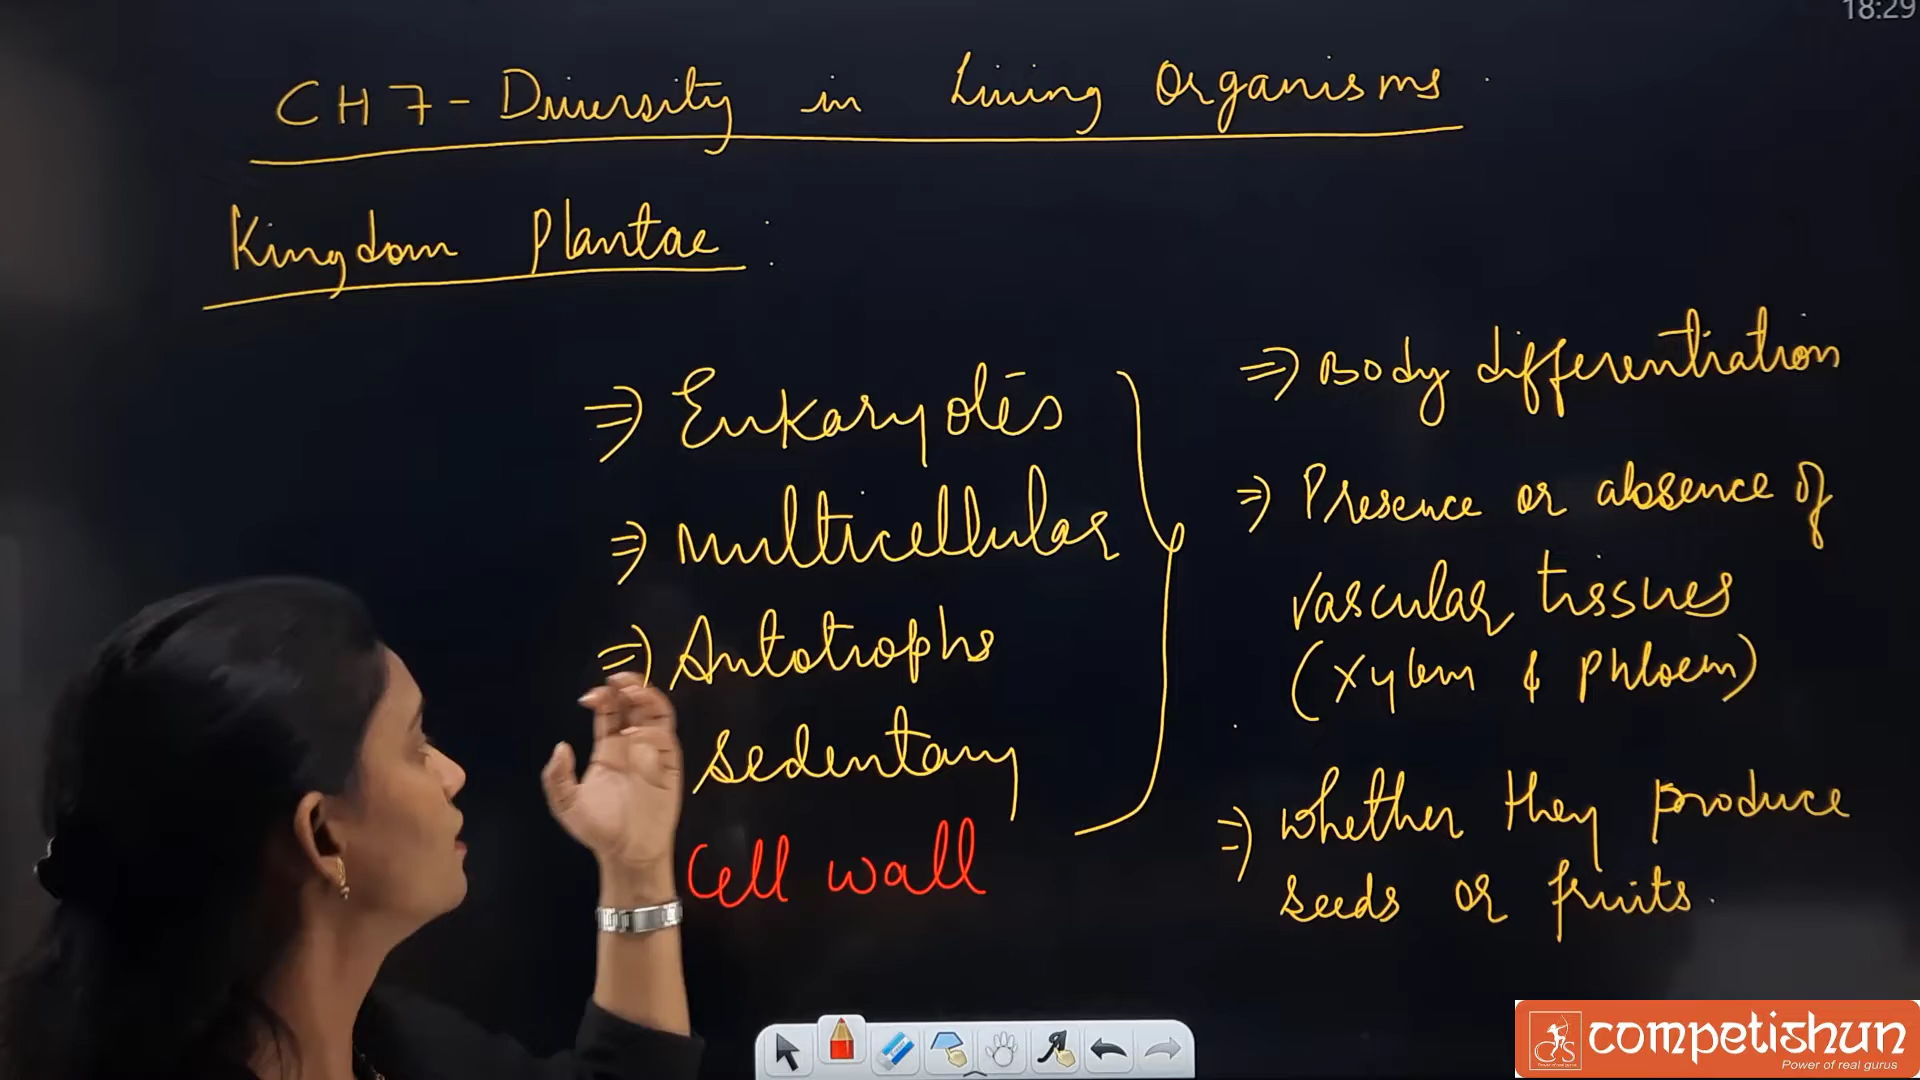 18:29
CH 7 - Diversity in Living Organisms
Kingdom Plantae :
⇒ Eukaryotes
⇒ Multicellular
⇒ Autotrophs
Sedentary
Cell wall
⇒ Body differentiation
⇒ Presence or absence of
vascular tissues
(Xylem & Phloem)
⇒ Whether they produce
seeds or fruits.
competishun
Power of real gurus